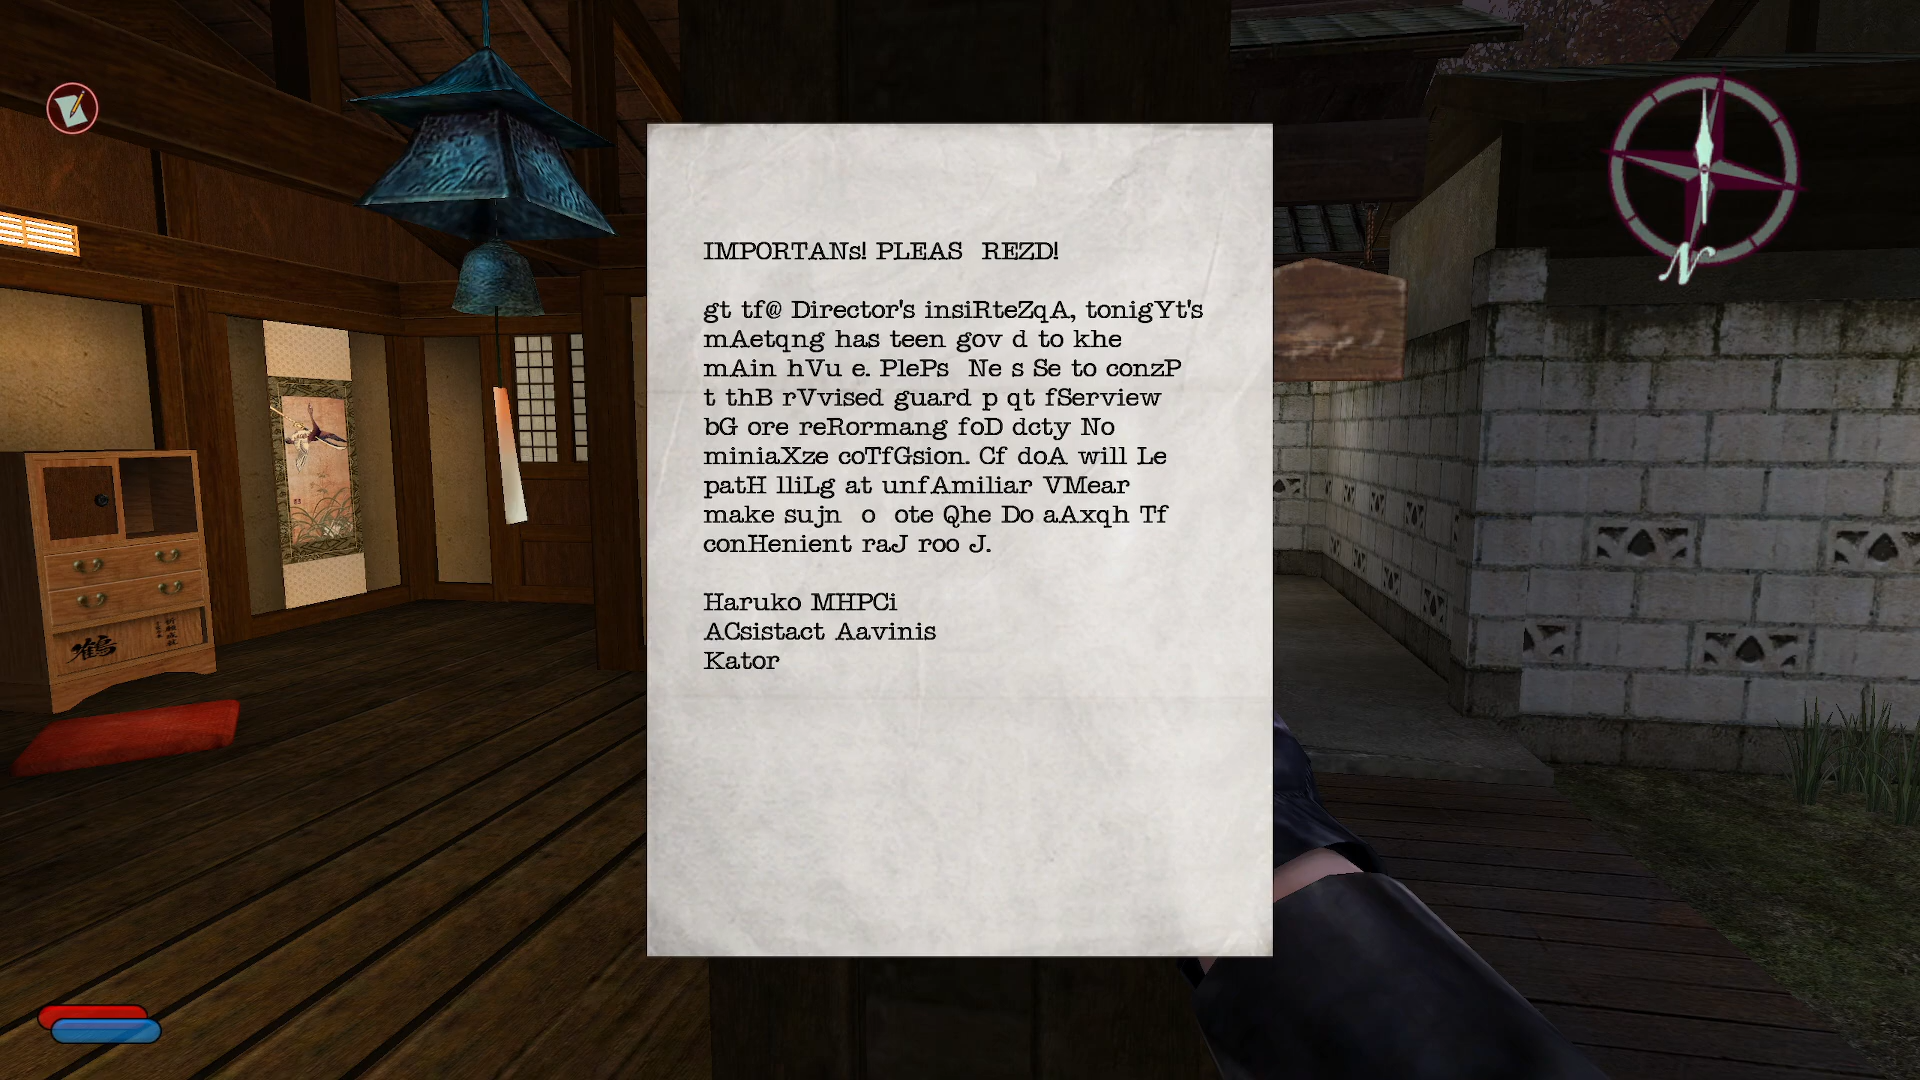 IMPORTANs! PLEAS  REZD!
gt tf@ Director's insiRteZqA, tonigYt's
mAetqng has teen gov d to khe
mAin hVu e. PlePs  Ne s Se to conzP
t thB rVvised guard p qt fSerview
bG ore reRormang foD dcty No
miniaXze coTfGsion. Cf doA will Le
patH lliLg at unfAmiliar VMear
make sujn  o  ote Qhe Do aAxqh Tf
conHenient raJ roo J.
Haruko MHPCi
ACsistact Aavinis
Kator
N
鶴